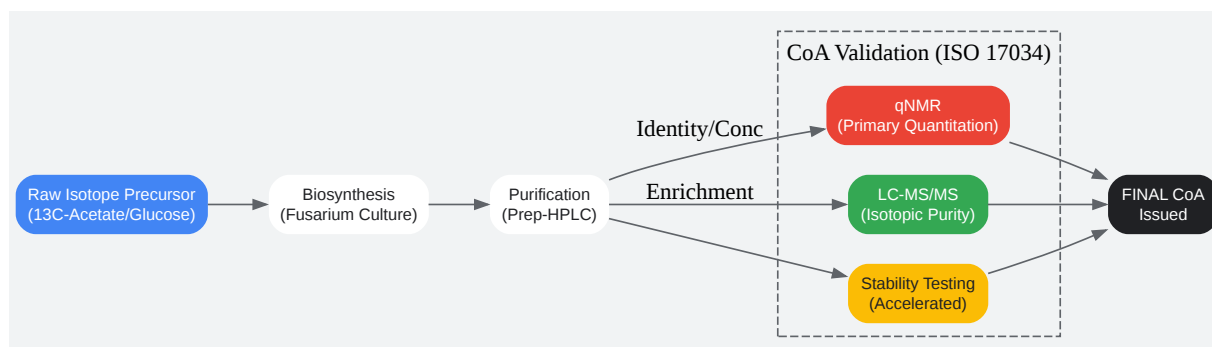 CoA Validation (ISO 17034)
Raw Isotope Precursor
(13C-Acetate/Glucose)
Biosynthesis
(Fusarium Culture)
Purification
(Prep-HPLC)
Identity/Conc
Enrichment
qNMR
(Primary Quantitation)
LC-MS/MS
(Isotopic Purity)
Stability Testing
(Accelerated)
FINAL CoA
Issued